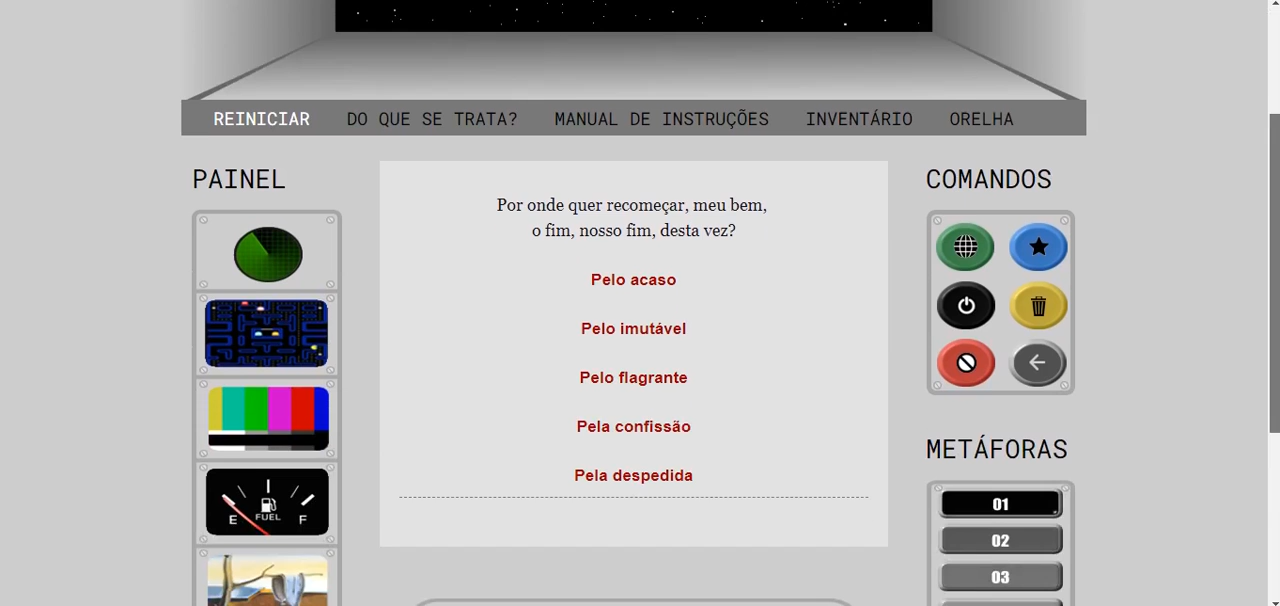 REINICIAR DO QUE SE TRATA? MANUAL DE INSTRUÇÕES INVENTÁRIO ORELHA
PAINEL
E FUEL F
Por onde quer recomeçar, meu bem,
o fim, nosso fim, desta vez?
Pelo acaso
Pelo imutável
Pelo flagrante
Pela confissão
Pela despedida
COMANDOS
METÁFORAS
01
02
03